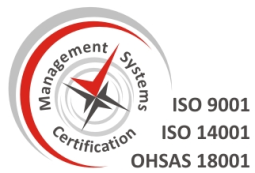 Management Systems
Certification
ISO 9001
ISO 14001
OHSAS 18001